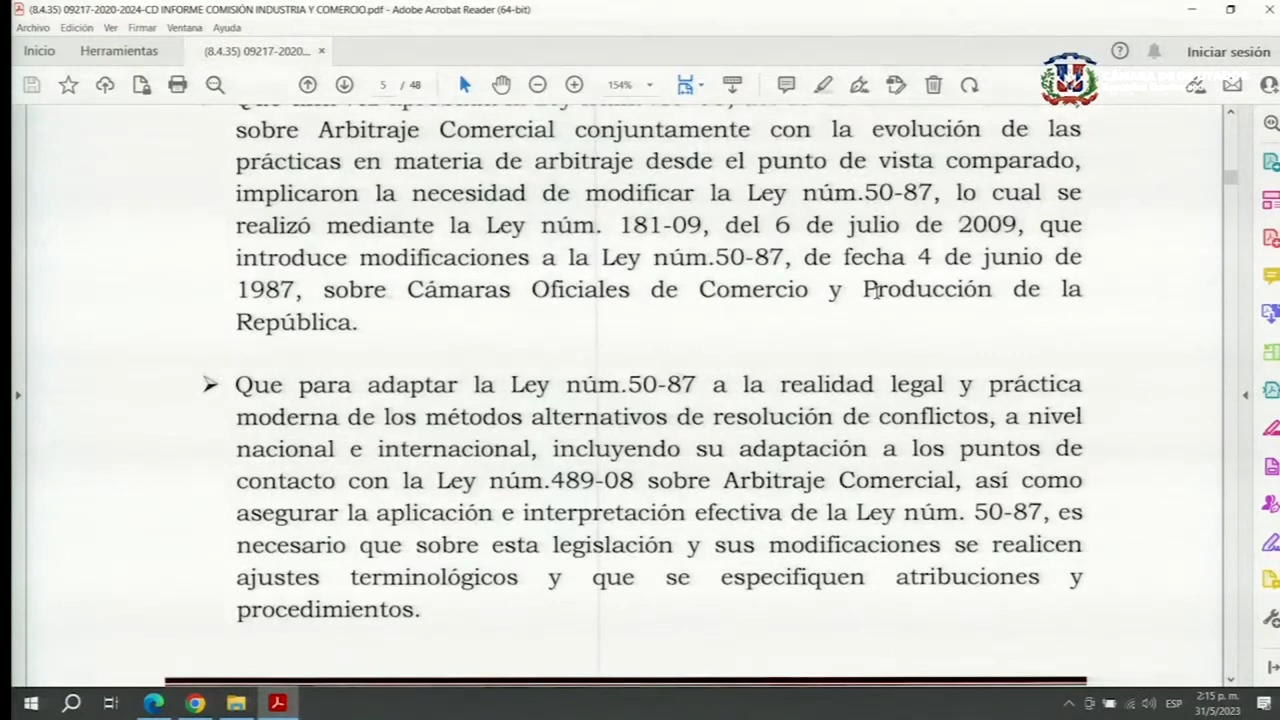 (8.4.35) 09217-2020-2024-CD INFORME COMISIÓN INDUSTRIA Y COMERCIO.pdf - Adobe Acrobat Reader (64-bit)
Archivo Edición Ver Firmar Ventana Ayuda
Inicio Herramientas (8.4.35) 09217-2020... × Iniciar sesión
5 / 48 154%
CÁMARA DE DIPUTADOS
sobre Arbitraje Comercial conjuntamente con la evolución de las
prácticas en materia de arbitraje desde el punto de vista comparado,
implicaron la necesidad de modificar la Ley núm.50-87, lo cual se
realizó mediante la Ley núm. 181-09, del 6 de julio de 2009, que
introduce modificaciones a la Ley núm.50-87, de fecha 4 de junio de
1987, sobre Cámaras Oficiales de Comercio y Producción de la
República.
➤ Que para adaptar la Ley núm.50-87 a la realidad legal y práctica
moderna de los métodos alternativos de resolución de conflictos, a nivel
nacional e internacional, incluyendo su adaptación a los puntos de
contacto con la Ley núm.489-08 sobre Arbitraje Comercial, así como
asegurar la aplicación e interpretación efectiva de la Ley núm. 50-87, es
necesario que sobre esta legislación y sus modificaciones se realicen
ajustes terminológicos y que se especifiquen atribuciones y
procedimientos.
ESP
2:15 p. m.
31/5/2023